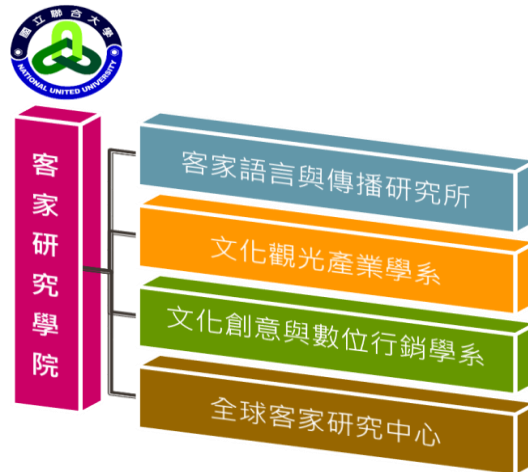 國立聯合大學
NATIONAL UNITED UNIVERSITY
客家研究學院
客家語言與傳播研究所
文化觀光產業學系
文化創意與數位行銷學系
全球客家研究中心